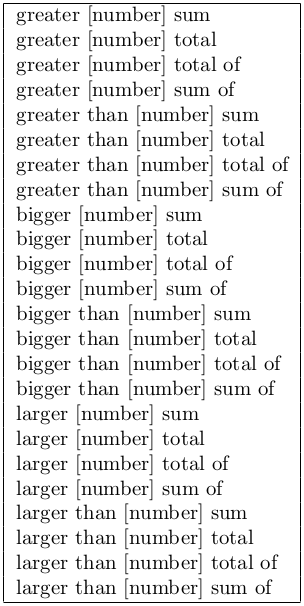 greater [number] sum
greater [number] total
greater [number] total of
greater [number] sum of
greater than [number] sum
greater than [number] total
greater than [number] total of
greater than [number] sum of
bigger [number] sum
bigger [number] total
bigger [number] total of
bigger [number] sum of
bigger than [number] sum
bigger than [number] total
bigger than [number] total of
bigger than [number] sum of
larger [number] sum
larger [number] total
larger [number] total of
larger [number] sum of
larger than [number] sum
larger than [number] total
larger than [number] total of
larger than [number] sum of